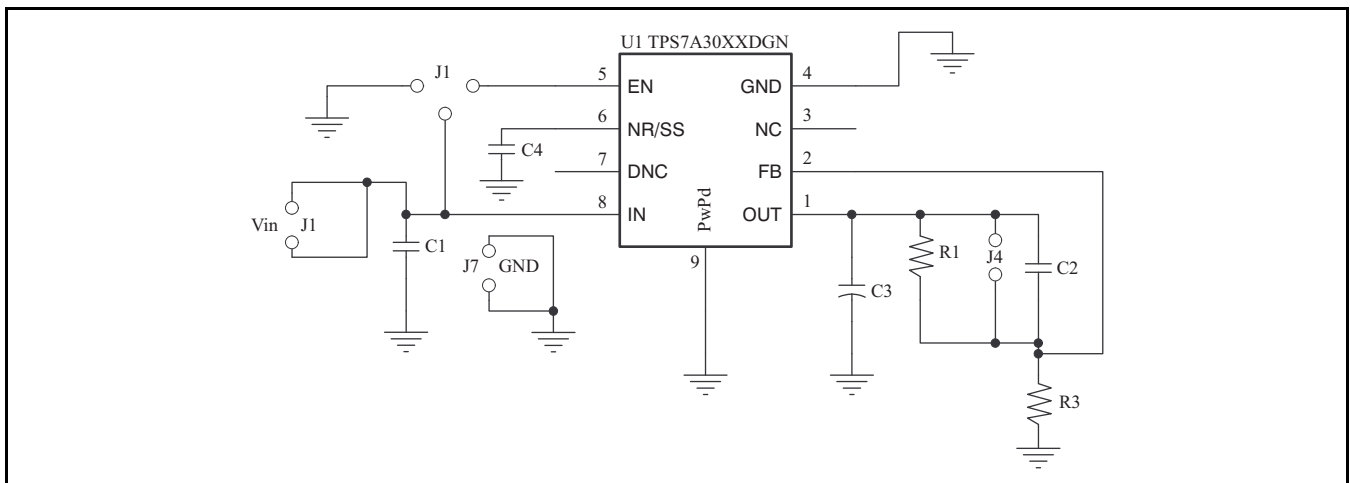 U1 TPS7A30XXDGN
J1
5
EN
GND
4
6
NR/SS
NC
3
C4
7
DNC
FB
2
Vin
J1
8
IN
PwPd
OUT
1
C1
J7
GND
9
R1
J4
C2
C3
R3